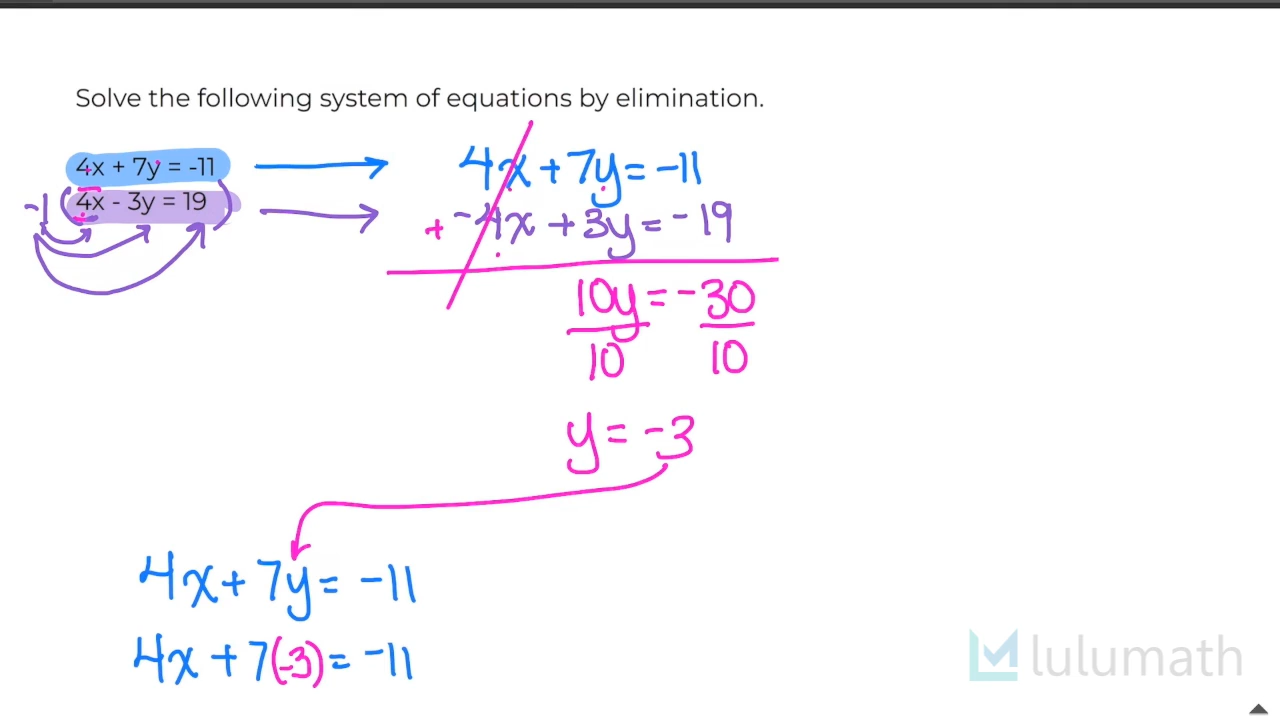 Solve the following system of equations by elimination.
4x + 7y = -11
-1(4x - 3y = 19)
4x + 7y = -11
+ -4x + 3y = -19
10y = -30
10 10
y = -3
4x + 7y = -11
4x + 7(-3) = -11
lulumath